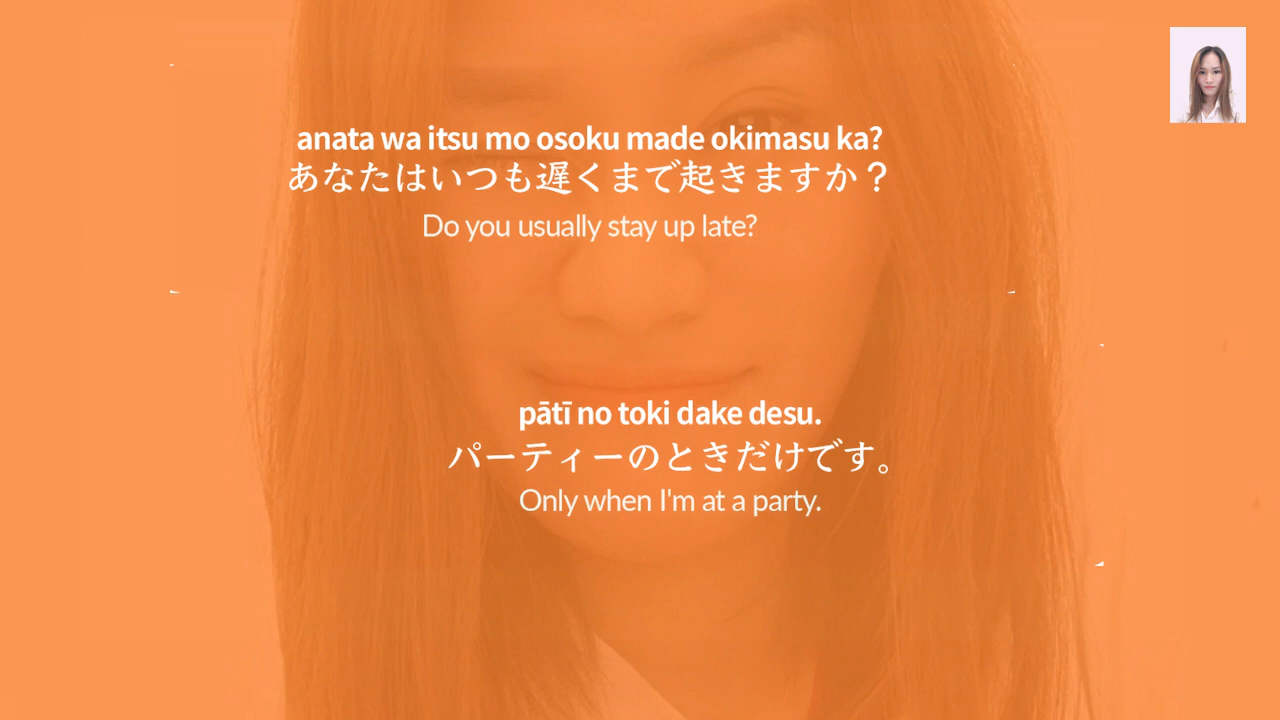 anata wa itsu mo osoku made okimasu ka?
あなたはいつも遅くまで起きますか？
Do you usually stay up late?
pātī no toki dake desu.
パーティーのときだけです。
Only when I'm at a party.